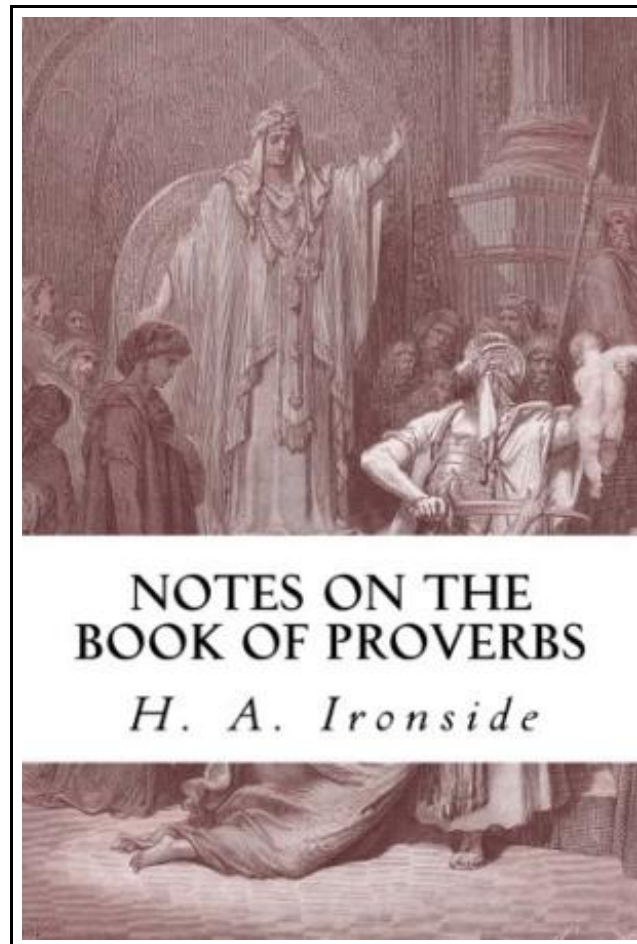 NOTES ON THE
BOOK OF PROVERBS
H. A. Ironside